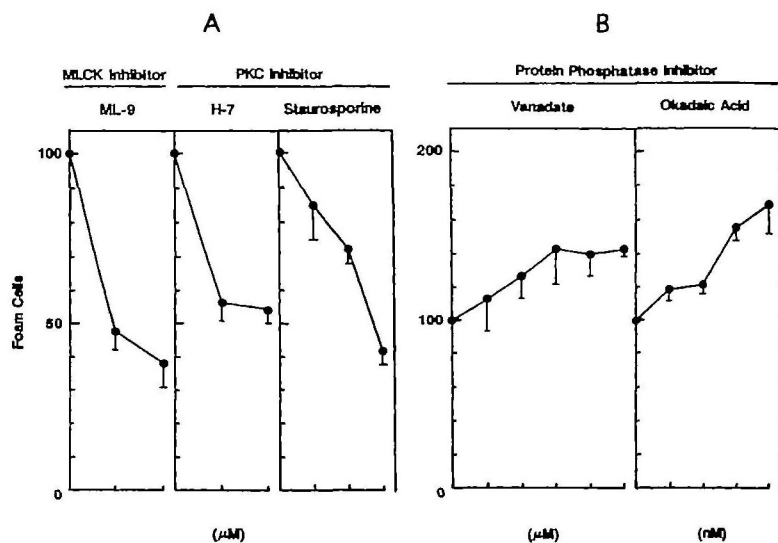 A B
MLCK Inhibitor PKC Inhibitor Protein Phosphatase Inhibitor
ML-9 H-7 Staurosporine Vanadate Okadaic Acid
100 200
50 100
0 0
Foam Cells
(μM) (μM) (nM)